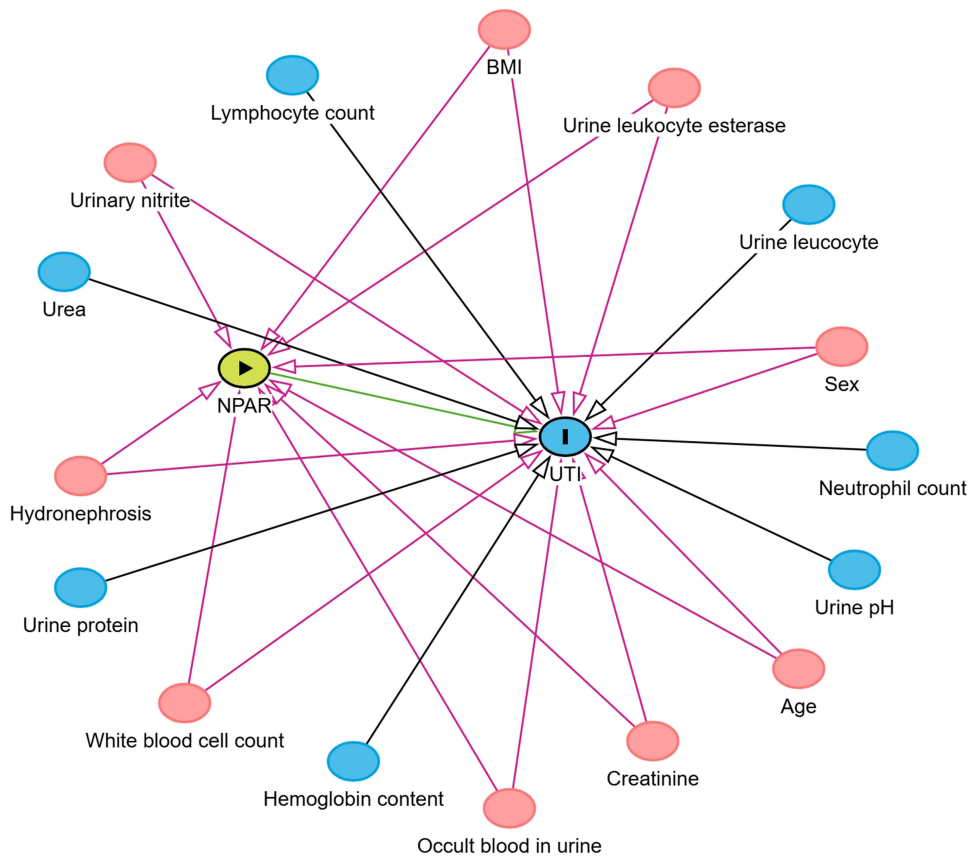 BMI
Lymphocyte count
Urine leukocyte esterase
Urinary nitrite
Urine leucocyte
Urea
Sex
NPAR
UTI
Neutrophil count
Hydronephrosis
Urine protein
Urine pH
Age
White blood cell count
Creatinine
Hemoglobin content
Occult blood in urine